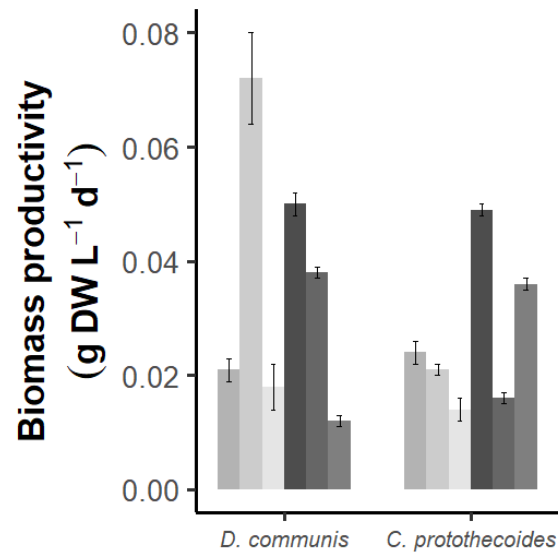 Biomass productivity
(g DW L⁻¹ d⁻¹)
0.08
0.06
0.04
0.02
0.00
D. communis C. protothecoides